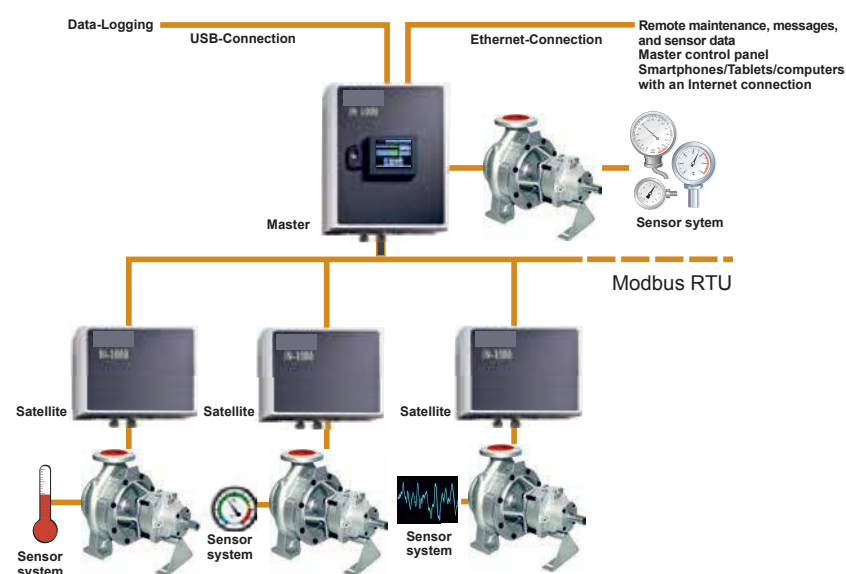 Data-Logging
USB-Connection
Ethernet-Connection
Remote maintenance, messages,
and sensor data
Master control panel
Smartphones/Tablets/computers
with an Internet connection
Master
Sensor sytem
Modbus RTU
Satellite
Satellite
Satellite
Sensor
system
Sensor
system
Sensor
system